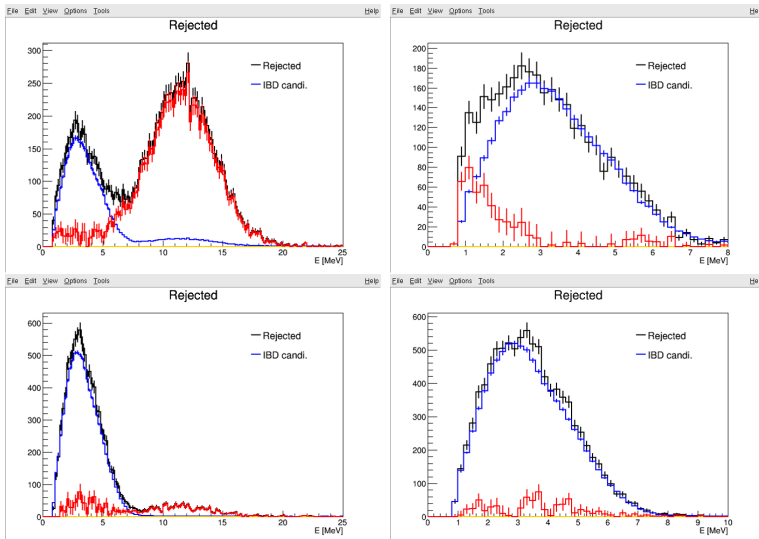 File Edit View Options Tools Help
Rejected
300
250
200
150
100
50
0
Rejected
IBD candi.
0 5 10 15 20 25
E [MeV]
File Edit View Options Tools Help
Rejected
200
180
160
140
120
100
80
60
40
20
0
Rejected
IBD candi.
0 1 2 3 4 5 6 7 8
E [MeV]
File Edit View Options Tools Help
Rejected
600
500
400
300
200
100
0
Rejected
IBD candi.
0 5 10 15 20 25
E [MeV]
File Edit View Options Tools Help
Rejected
600
500
400
300
200
100
0
Rejected
IBD candi.
0 1 2 3 4 5 6 7 8 9 10
E [MeV]